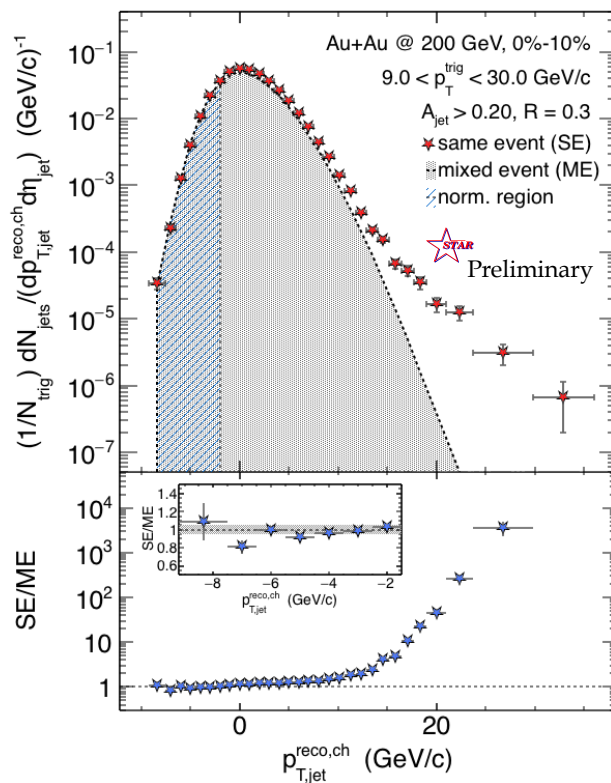 Au+Au @ 200 GeV, 0%-10%
9.0 < p_T^trig < 30.0 GeV/c
A_jet > 0.20, R = 0.3
same event (SE)
mixed event (ME)
norm. region
STAR
Preliminary
(1/N_trig) dN_jets/(dp_T,jet^reco,ch dη_jet) (GeV/c)^-1
10^-1
10^-2
10^-3
10^-4
10^-5
10^-6
10^-7
SE/ME
10^4
10^3
10^2
10
1
SE/ME
1.4
1.2
1
0.8
0.6
−8 −6 −4 −2
p_T,jet^reco,ch (GeV/c)
0 20
p_T,jet^reco,ch (GeV/c)